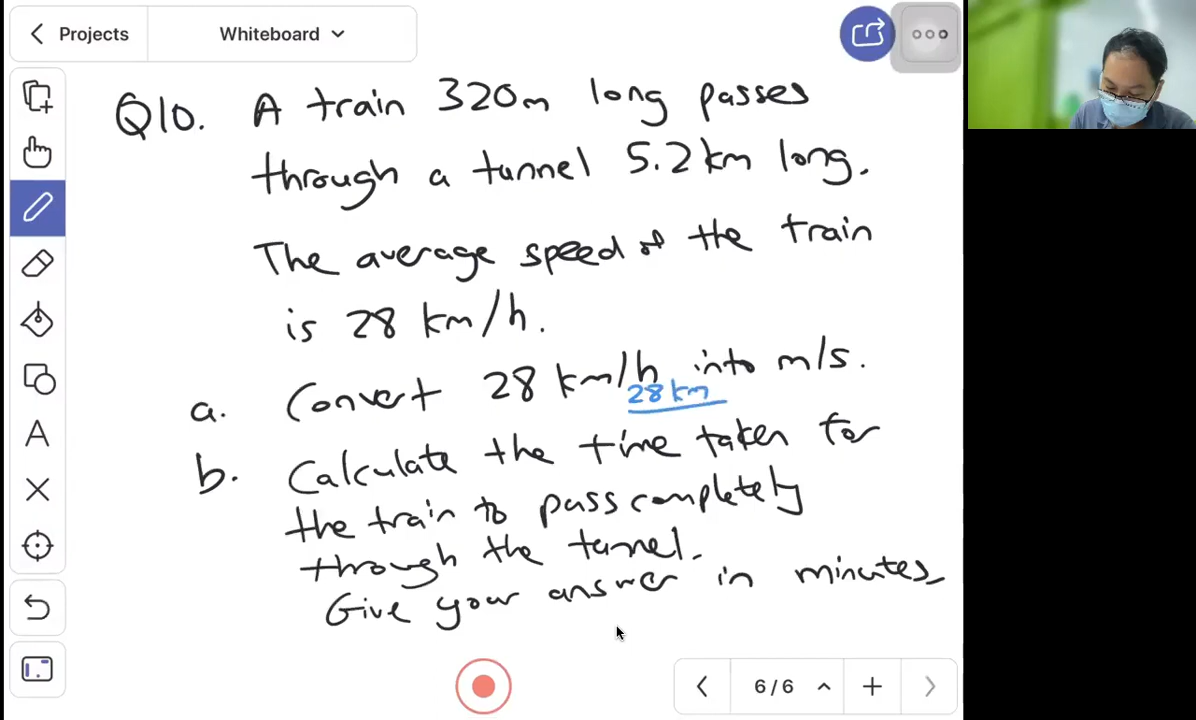 Projects
Whiteboard
Q10. A train 320m long passes
through a tunnel 5.2km long.
The average speed of the train
is 28 km/h.
a. Convert 28 km/h into m/s.
28 km
b. Calculate the time taken for
the train to pass completely
through the tunnel.
Give your answer in minutes
A
6/6